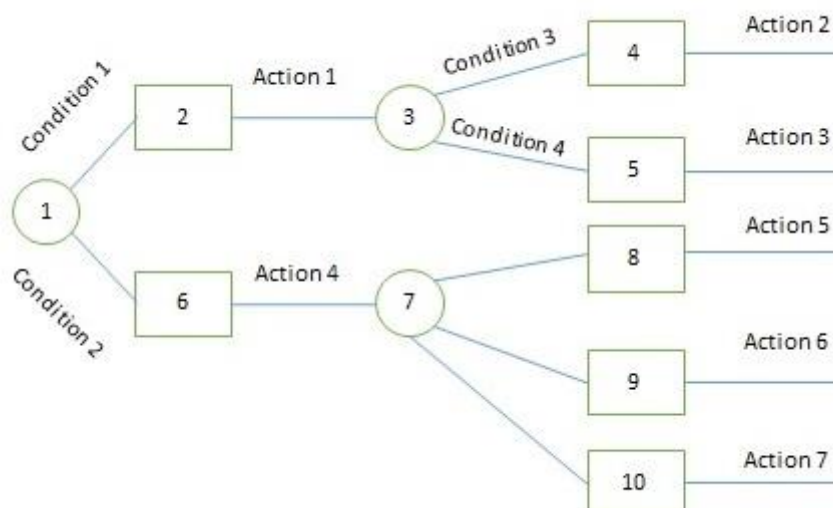 Condition 1
2
Action 1
3
Condition 3
4
Action 2
Condition 4
5
Action 3
1
Condition 2
6
Action 4
7
8
Action 5
9
Action 6
10
Action 7